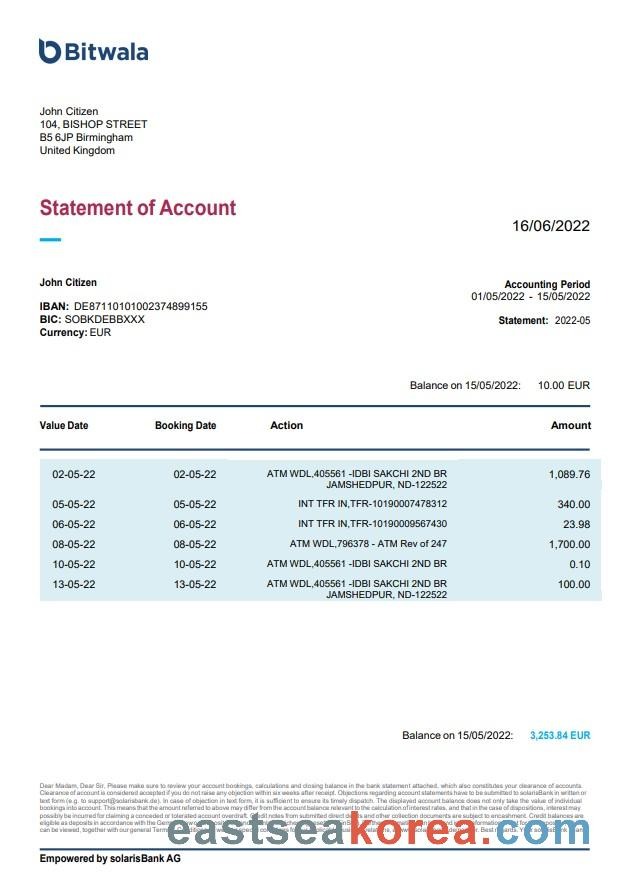 Bitwala
John Citizen
104, BISHOP STREET
B5 6JP Birmingham
United Kingdom
Statement of Account
16/06/2022
John Citizen
Accounting Period
01/05/2022 - 15/05/2022
IBAN: DE87110101002374899155
BIC: SOBKDEBBXXX
Statement: 2022-05
Currency: EUR
Balance on 15/05/2022: 10.00 EUR
Value Date Booking Date Action Amount
02-05-22 02-05-22 ATM WDL,405561 -IDBI SAKCHI 2ND BR 1,089.76
JAMSHEDPUR, ND-122522
05-05-22 05-05-22 INT TFR IN,TFR-10190007478312 340.00
06-05-22 06-05-22 INT TFR IN,TFR-10190009567430 23.98
08-05-22 08-05-22 ATM WDL,796378 - ATM Rev of 247 1,700.00
10-05-22 10-05-22 ATM WDL,405561 -IDBI SAKCHI 2ND BR 0.10
13-05-22 13-05-22 ATM WDL,405561 -IDBI SAKCHI 2ND BR 100.00
JAMSHEDPUR, ND-122522
Balance on 15/05/2022: 3,253.84 EUR
Dear Madam, Dear Sir, Please make sure to review your account bookings, calculations and closing balance in the bank statement attached, which also constitutes your clearance of accounts.
Clearance of account is considered accepted if you do not raise any objection within six weeks after receipt. Objections regarding account statements have to be submitted to solarisBank in written or
text form (e.g. to support@solarisbank.de). In case of objection in text form, it is sufficient to ensure its timely dispatch. The displayed account balance does not only take the value of individual
bookings into account. This means that the amount referred to above may differ from the account balance relevant to the calculation of interests, and that in the case of dispositions, interest may
possibly be incurred for claiming a conceded or tolerated account overdraft. Credit notes from submitted direct debits and other collection documents are subject to encashment. Credit balances are
eligible as deposits in accordance with the
can be viewed, together with our general
eastseakorea.com
Empowered by solarisBank AG